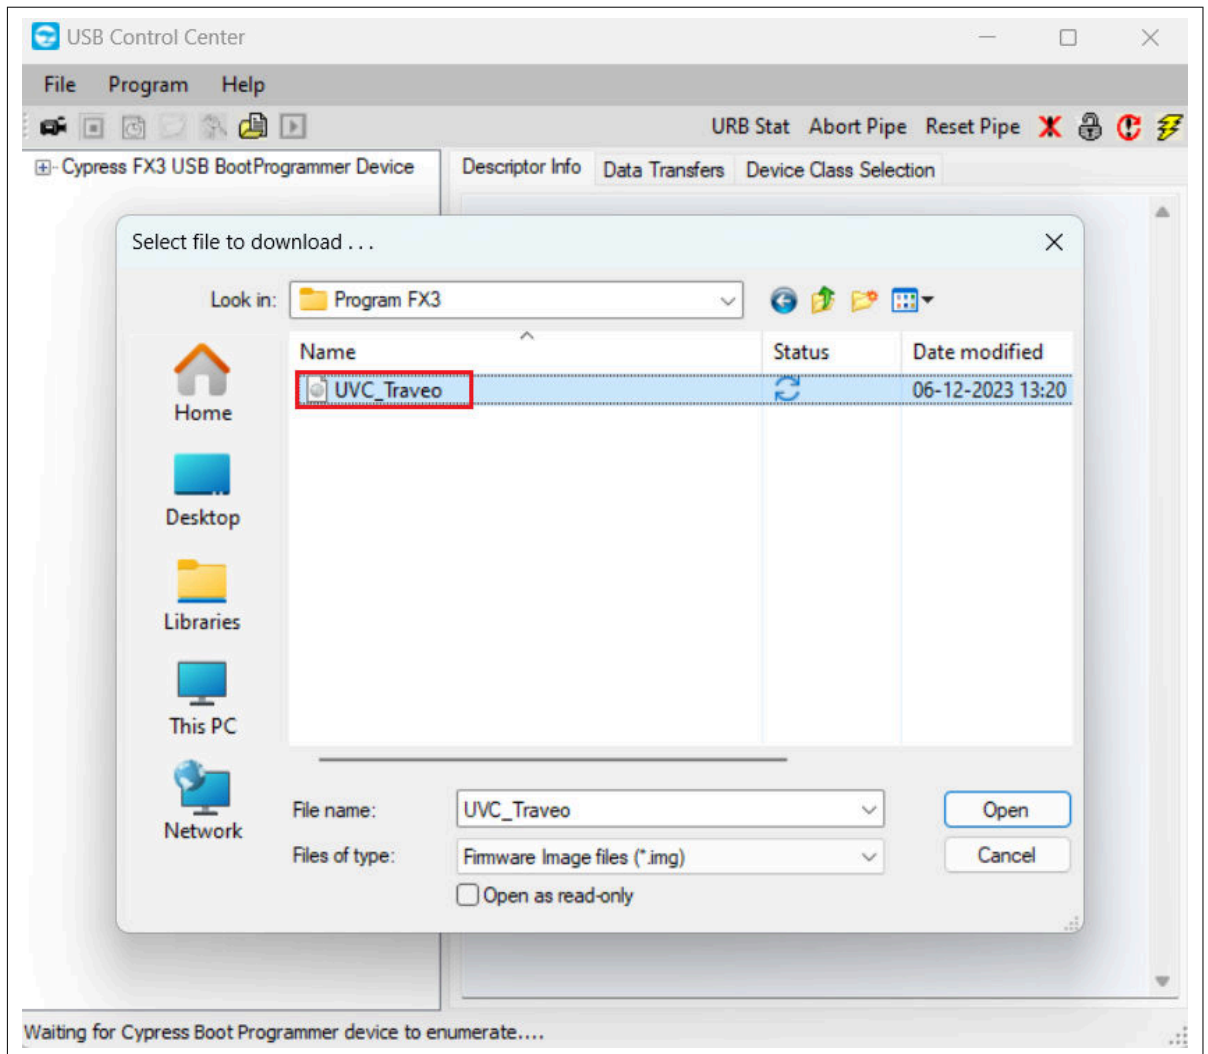 USB Control Center
File Program Help
URB Stat Abort Pipe Reset Pipe
Cypress FX3 USB BootProgrammer Device
Descriptor Info Data Transfers Device Class Selection
Select file to download . . .
Look in: Program FX3
Name Status Date modified
UVC_Traveo 06-12-2023 13:20
Home
Desktop
Libraries
This PC
Network
File name: UVC_Traveo Open
Files of type: Firmware Image files (*.img) Cancel
Open as read-only
Waiting for Cypress Boot Programmer device to enumerate....